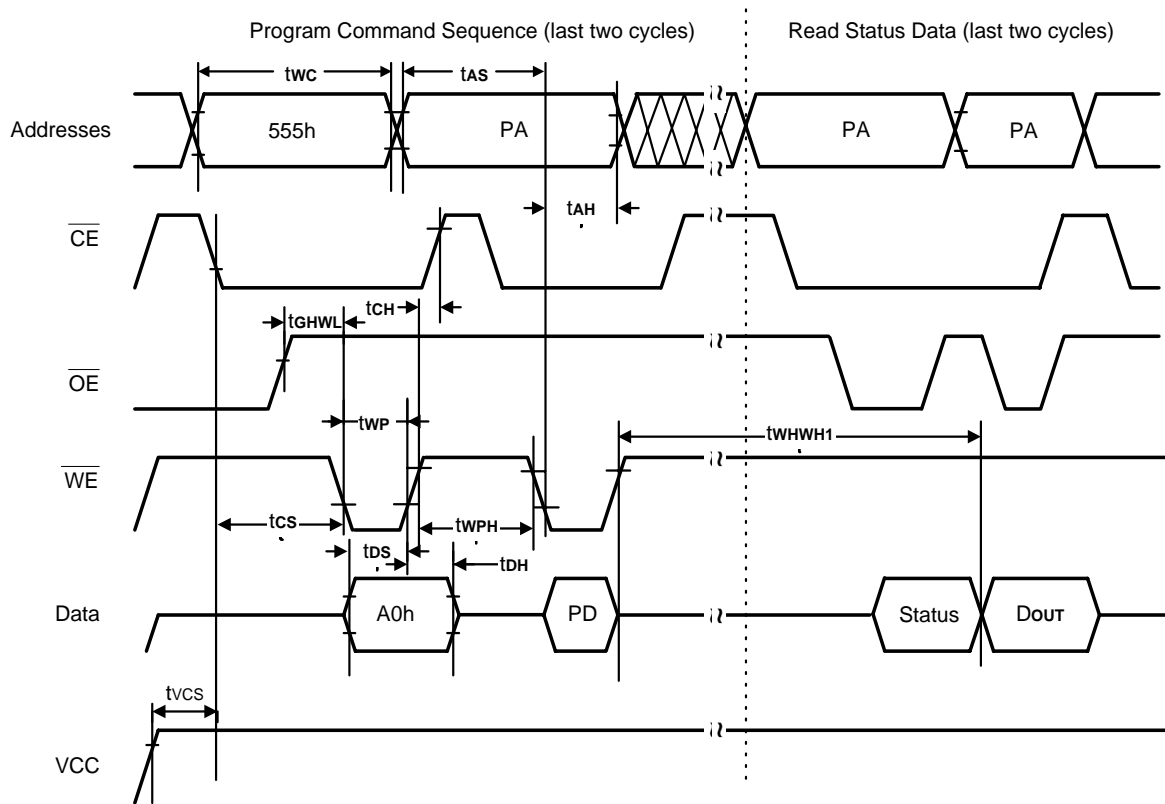 Program Command Sequence (last two cycles) Read Status Data (last two cycles)
tWC tAS
Addresses 555h PA PA PA
tAH
CE
tGHWL tCH
OE
tWP tWHWH1
WE
tCS tWPH
tDS tDH
Data A0h PD Status DOUT
tVCS
VCC